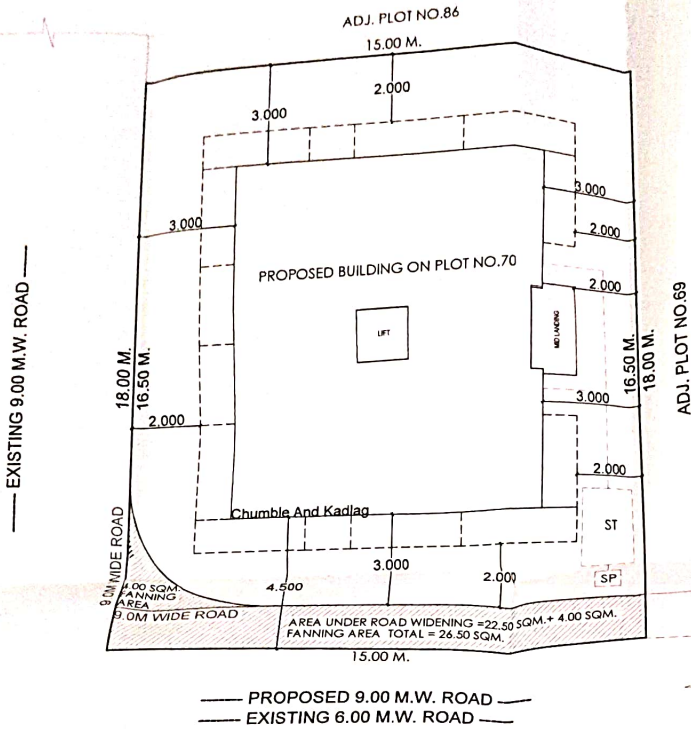 ADJ. PLOT NO.86
15.00 M.
2.000
3.000
3.000
2.000
3.000
PROPOSED BUILDING ON PLOT NO.70
2.000
LIFT
MID LANDING
EXISTING 9.00 M.W. ROAD
18.00 M.
16.50 M.
16.50 M.
18.00 M.
ADJ. PLOT NO.69
3.000
2.000
2.000
Chumble And Kadlag
ST
SP
9.0M WIDE ROAD
4.00 SQM.
FANNING
AREA
4.500
3.000
2.000
9.0M WIDE ROAD
AREA UNDER ROAD WIDENING =22.50 SQM.+ 4.00 SQM.
FANNING AREA TOTAL = 26.50 SQM.
15.00 M.
PROPOSED 9.00 M.W. ROAD
EXISTING 6.00 M.W. ROAD